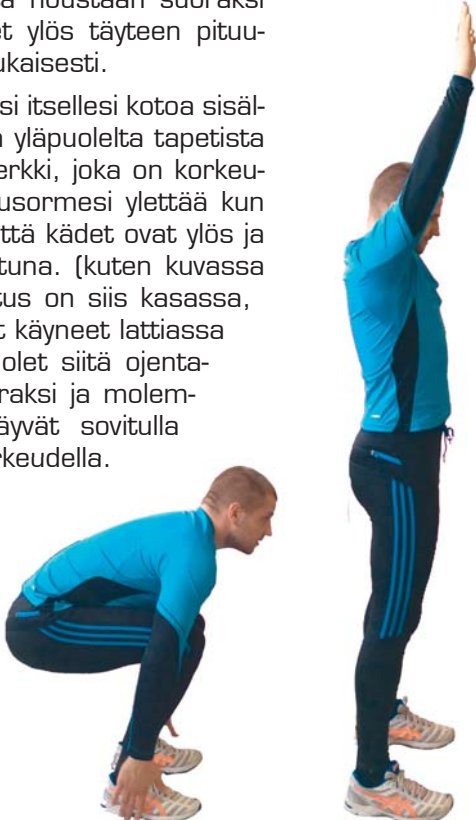 noustaan suoraksi
et ylös täyteen pituu-
ukaisesti.
si itsellesi kotoa sisäl-
yläpuolelta tapetista
erkki, joka on korkeu-
usormesi ylettää kun
ttä kädet ovat ylös ja
tuna. (kuten kuvassa
tus on siis kasassa,
t käyneet lattiassa
olet siitä ojenta-
raksi ja molem-
äyvät sovitulla
rkeudella.